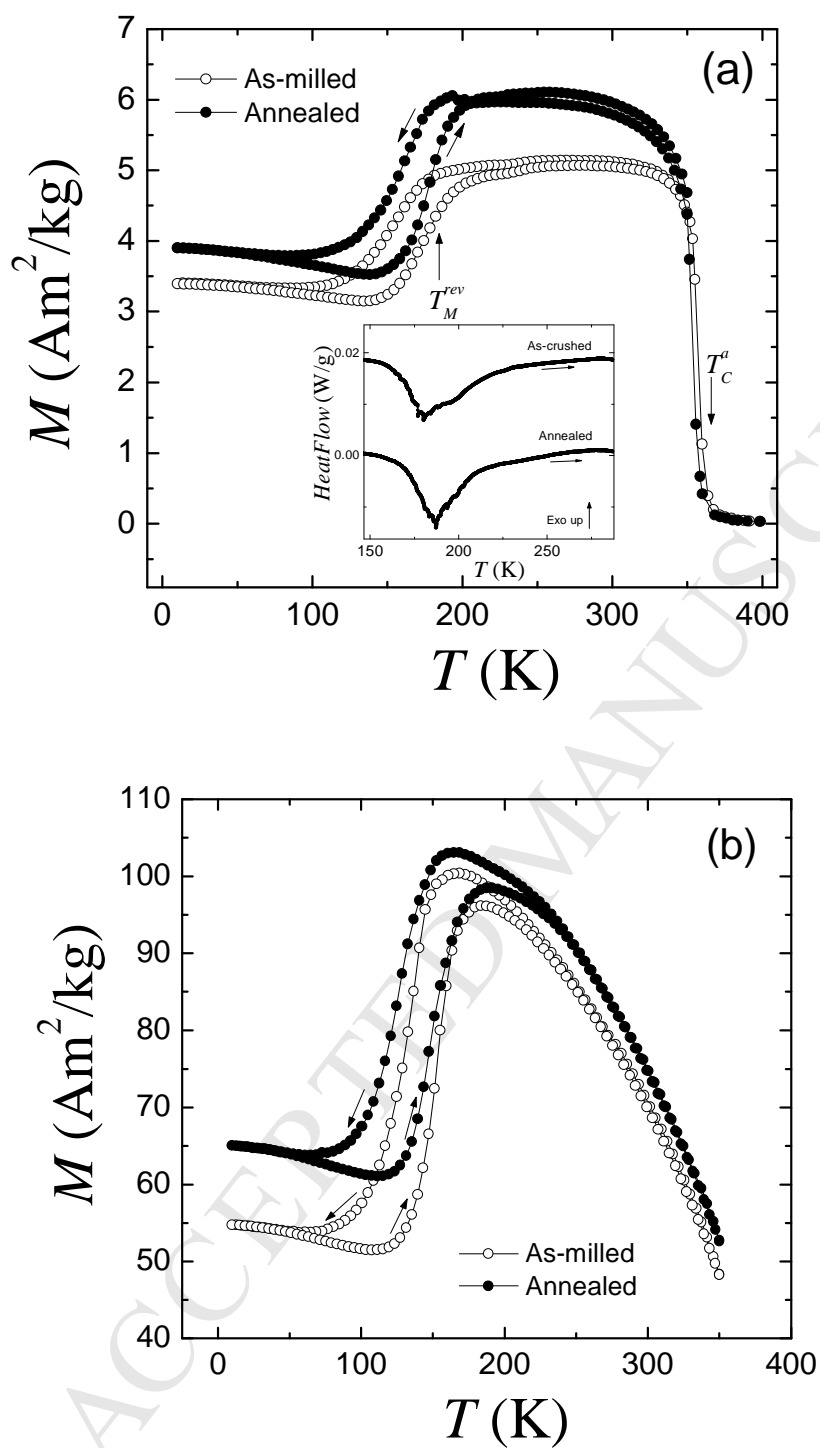 (a)
As-milled
Annealed
7
6
5
4
3
2
1
0
M (Am²/kg)
T_M^rev
T_C^a
As-crushed
Annealed
Exo up
0.02
0.00
HeatFlow (W/g)
150 200 250
T (K)
0 100 200 300 400
T (K)
(b)
110
100
90
80
70
60
50
40
M (Am²/kg)
As-milled
Annealed
0 100 200 300 400
T (K)
ACCEPTED MANUSCRI